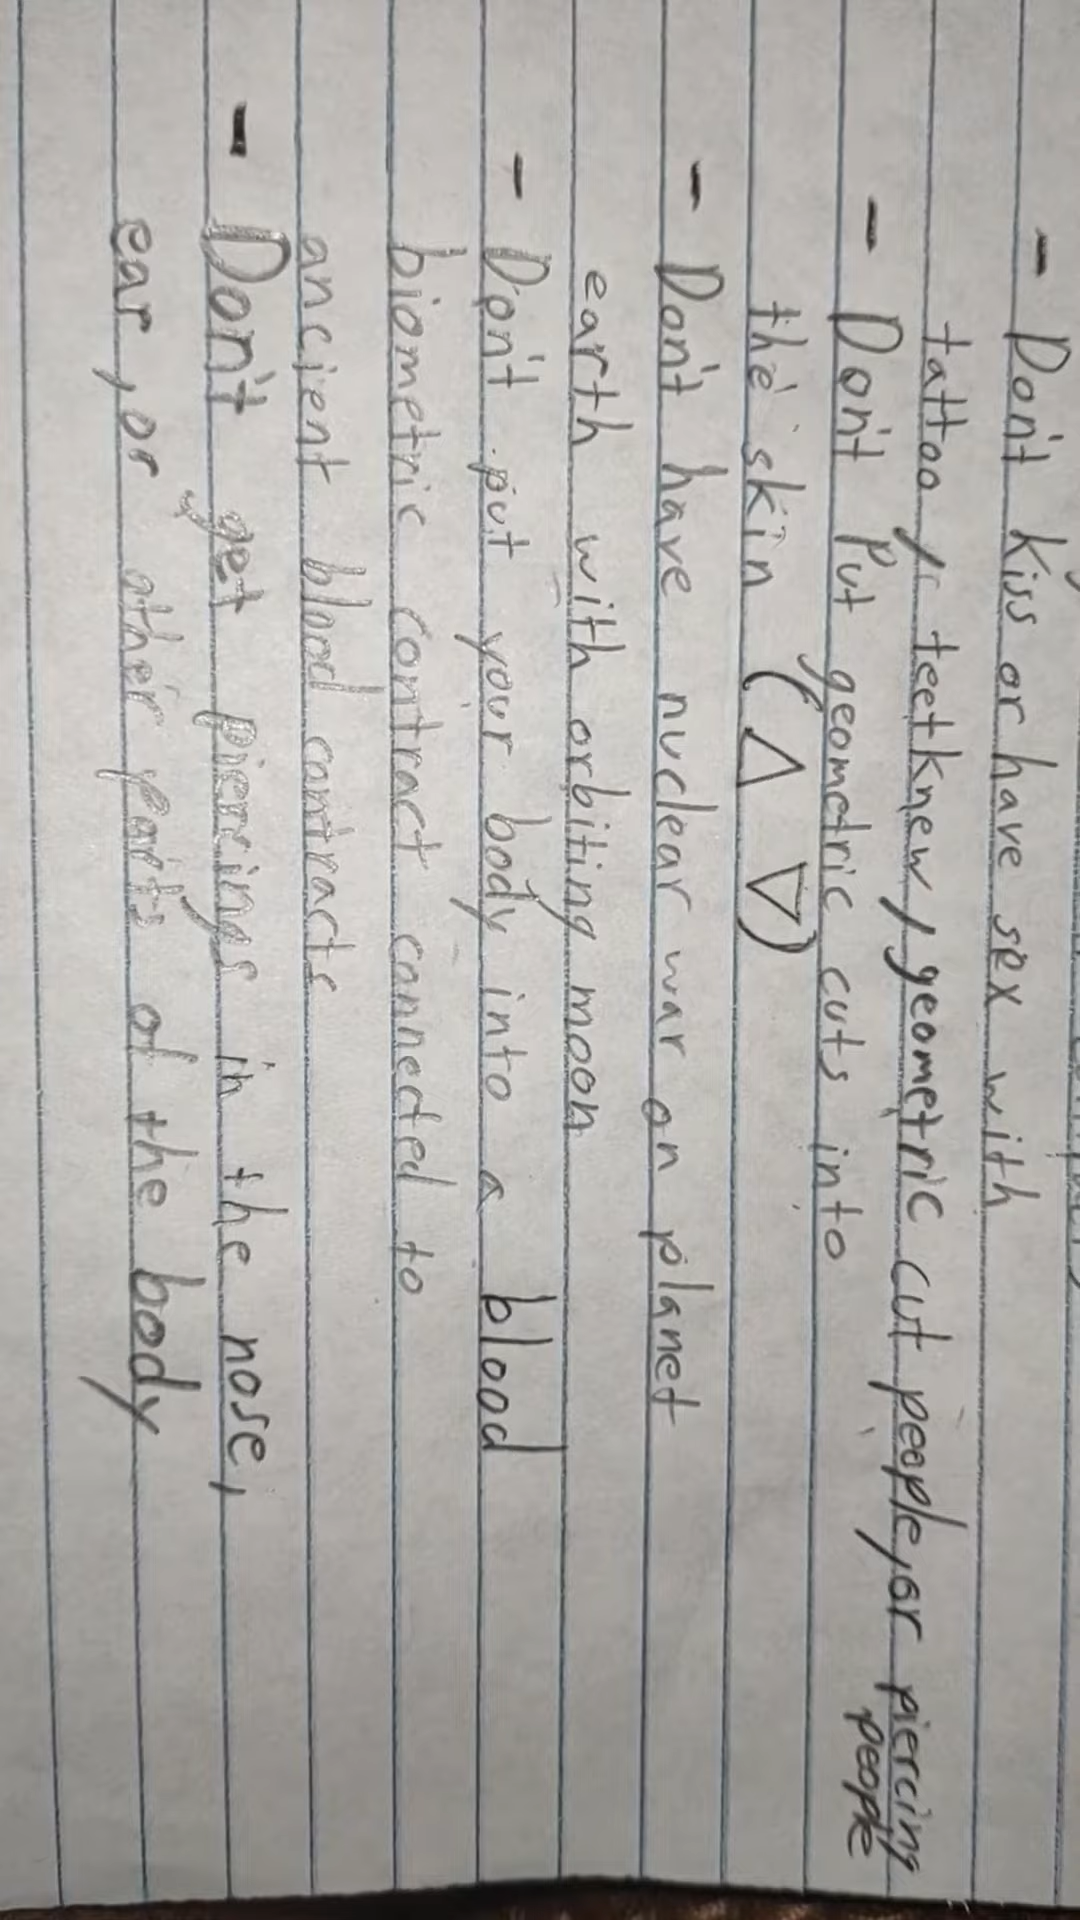 - Don't kiss or have sex with
tattoo, teetknew, geometric cut people, or piercing
people
- Don't Put geometric cuts into
the skin (△ ▽)
- Don't have nuclear war on planet
earth with orbiting moon
- Don't put your body into a blood
biometric contract connected to
ancient blood contracts
- Don't get piercings in the nose,
ear, or other parts of the body